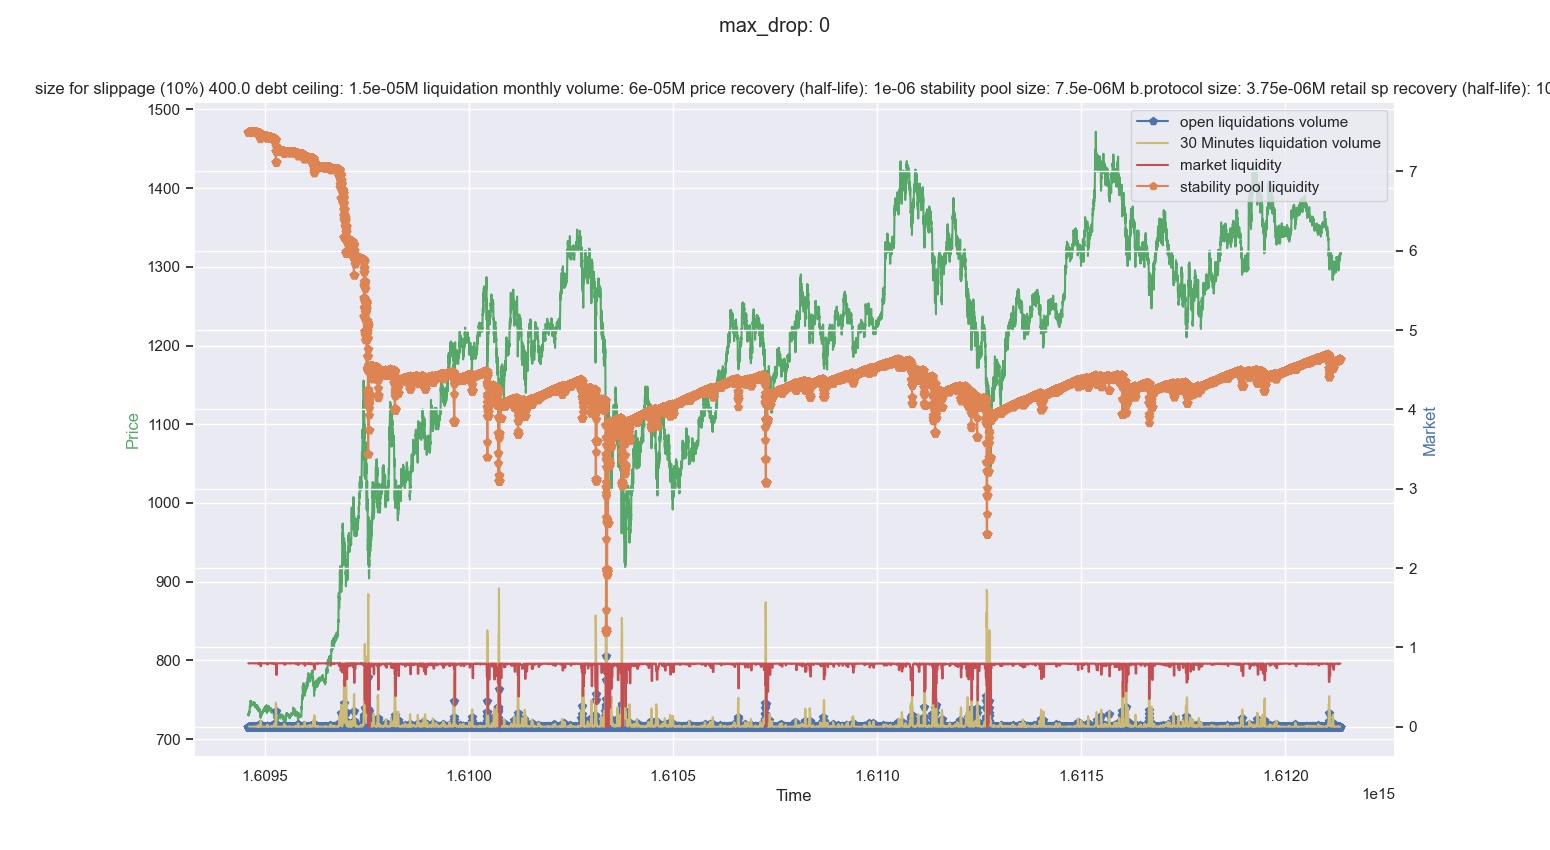 max_drop: 0
size for slippage (10%) 400.0 debt ceiling: 1.5e-05M liquidation monthly volume: 6e-05M price recovery (half-life): 1e-06 stability pool size: 7.5e-06M b.protocol size: 3.75e-06M retail sp recovery (half-life): 10
open liquidations volume
30 Minutes liquidation volume
market liquidity
stability pool liquidity
1500
1400
1300
1200
1100
1000
900
800
700
Price
7
6
5
4
3
2
1
0
Market
1.6095 1.6100 1.6105 1.6110 1.6115 1.6120
1e15
Time